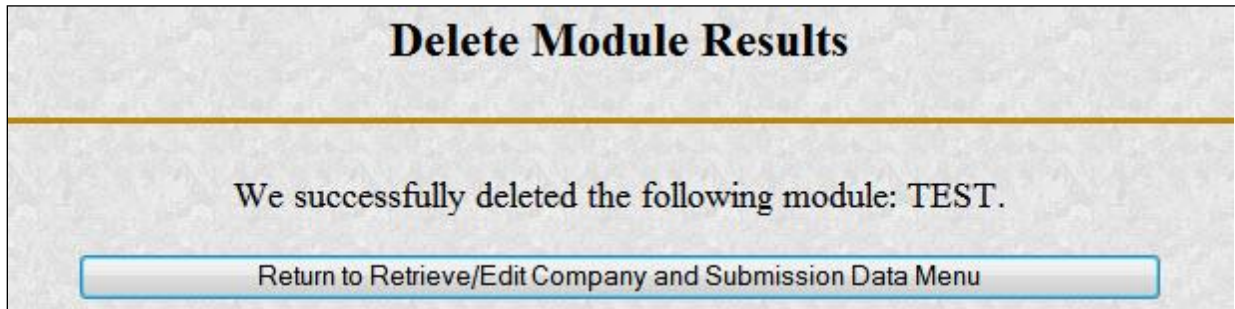 Delete Module Results
We successfully deleted the following module: TEST.
Return to Retrieve/Edit Company and Submission Data Menu